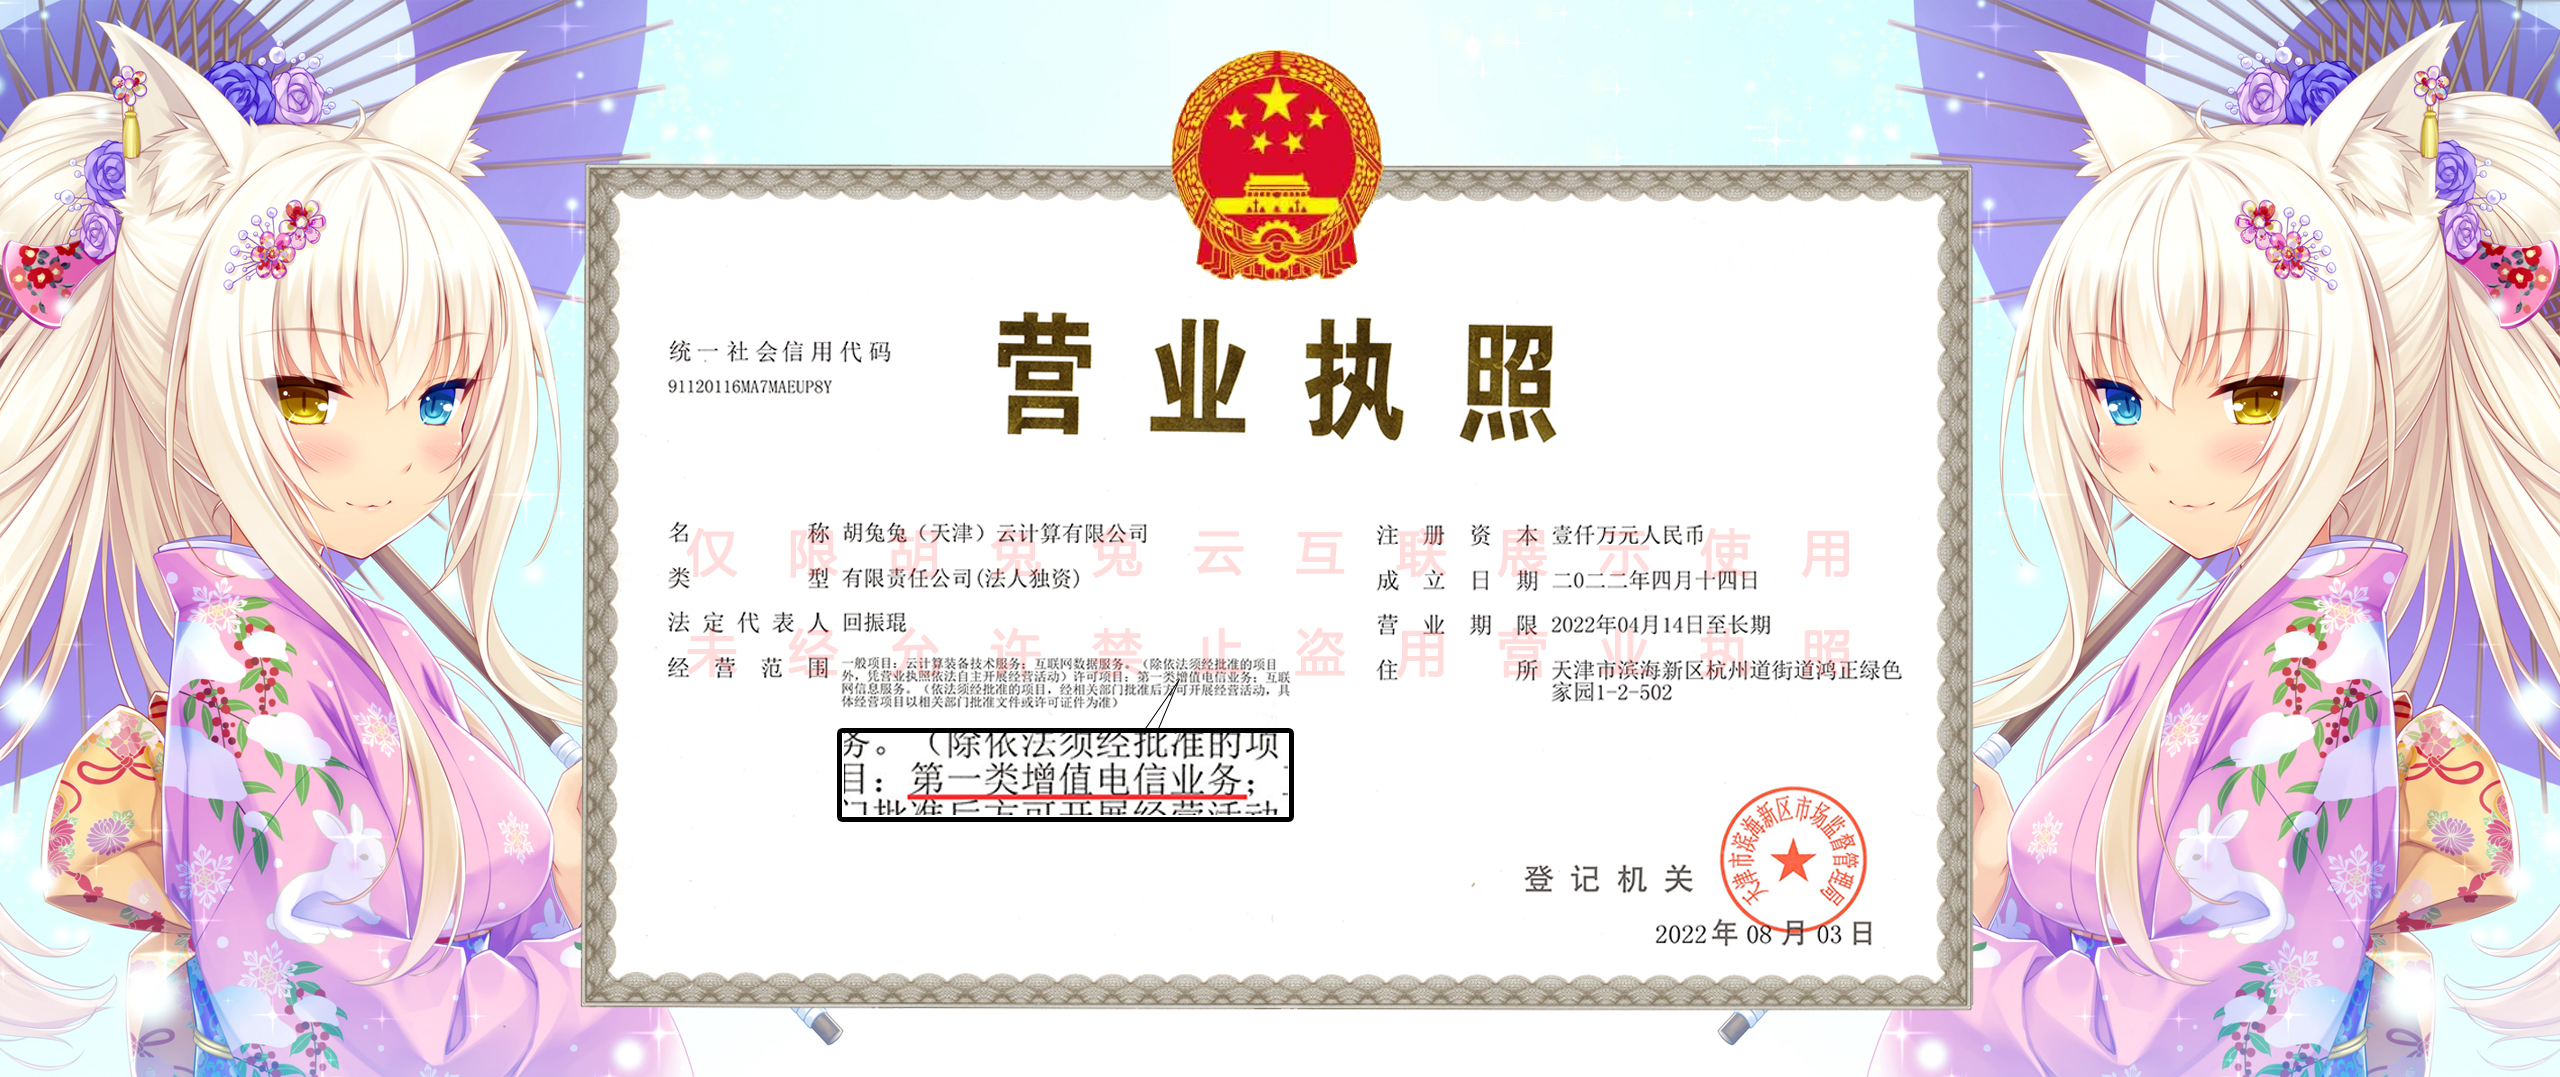 营业执照
统一社会信用代码
91120116MA7MAEUP8Y
名称 胡兔兔（天津）云计算有限公司
类型 有限责任公司(法人独资)
法定代表人 回振琨
经营范围 一般项目：云计算装备技术服务；互联网数据服务。（除依法须经批准的项目
外，凭营业执照依法自主开展经营活动）许可项目：第一类增值电信业务；互联
网信息服务。（依法须经批准的项目，经相关部门批准后方可开展经营活动，具
体经营项目以相关部门批准文件或许可证件为准）
务。（除依法须经批准的项
目：第一类增值电信业务；
门批准后方可开展经营活动
注册资本 壹仟万元人民币
成立日期 二〇二二年四月十四日
营业期限 2022年04月14日至长期
住所 天津市滨海新区杭州道街道鸿正绿色
家园1-2-502
仅限胡兔兔云互联展示使用
未经允许禁止盗用营业执照
登记机关
天津市滨海新区市场监督管理局
2022年08月03日